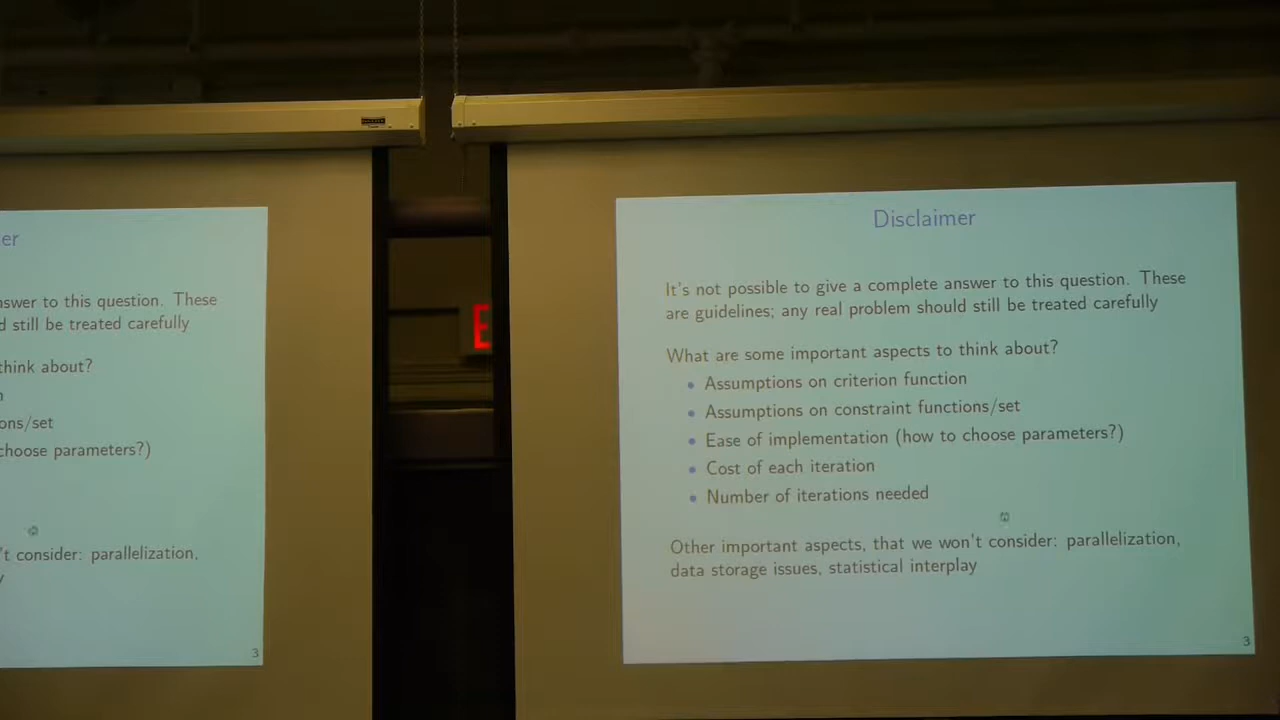 er
nswer to this question. These
d still be treated carefully
think about?
n
ons/set
choose parameters?)
't consider: parallelization,
y
3
E
Disclaimer
It's not possible to give a complete answer to this question. These
are guidelines; any real problem should still be treated carefully
What are some important aspects to think about?
• Assumptions on criterion function
• Assumptions on constraint functions/set
• Ease of implementation (how to choose parameters?)
• Cost of each iteration
• Number of iterations needed
Other important aspects, that we won't consider: parallelization,
data storage issues, statistical interplay
3